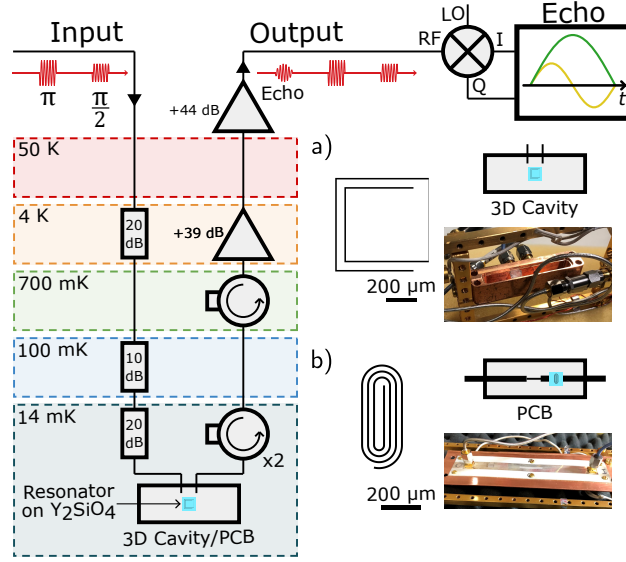 Input
Output
LO
Echo
RF
I
Q
t
π
π
2
Echo
+44 dB
50 K
4 K
20
dB
+39 dB
700 mK
100 mK
10
dB
14 mK
20
dB
x2
Resonator
on Y₂SiO₄
3D Cavity/PCB
a)
200 µm
3D Cavity
b)
200 µm
PCB